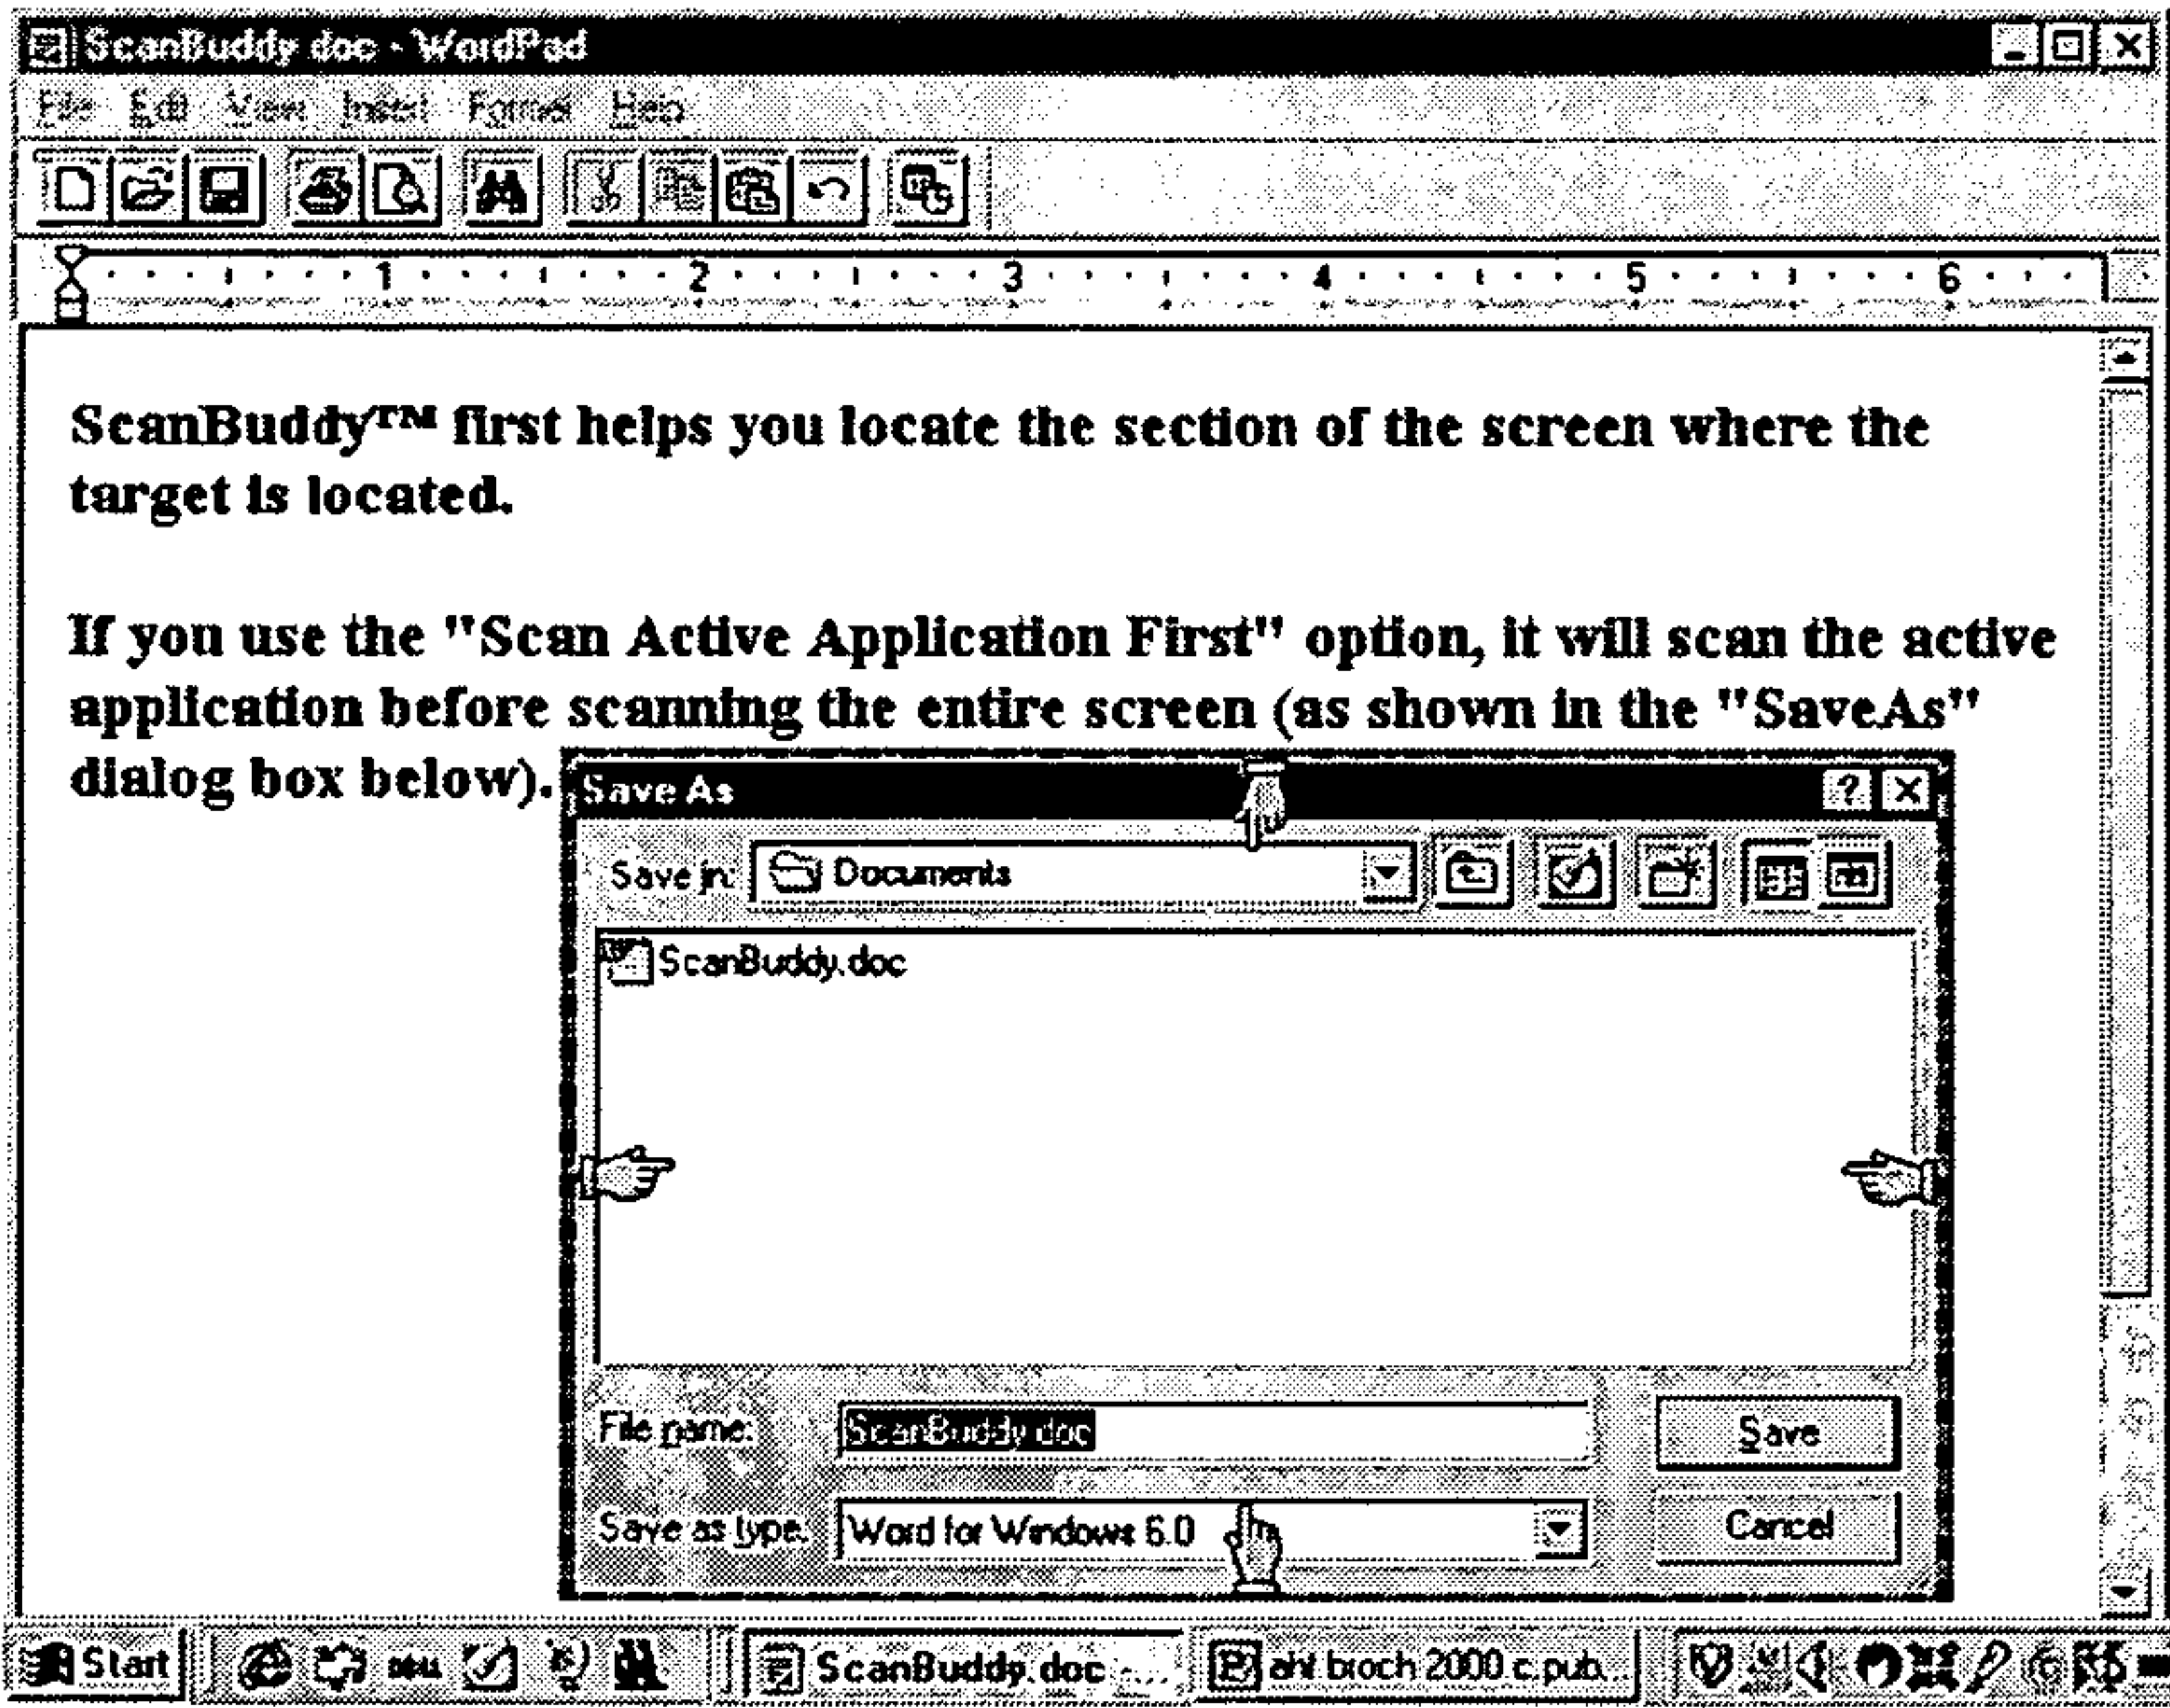 ScanBuddy doc - WordPad
File Edit View Insert Format Help
1 2 3 4 5 6
ScanBuddy™ first helps you locate the section of the screen where the
target is located.
If you use the "Scan Active Application First" option, it will scan the active
application before scanning the entire screen (as shown in the "SaveAs"
dialog box below).
Save As
Save in: Documents
ScanBuddy.doc
File name: ScanBuddy.doc Save
Save as type: Word for Windows 6.0 Cancel
Start ScanBuddy.doc - ... ahf broch 2000 c.pub...